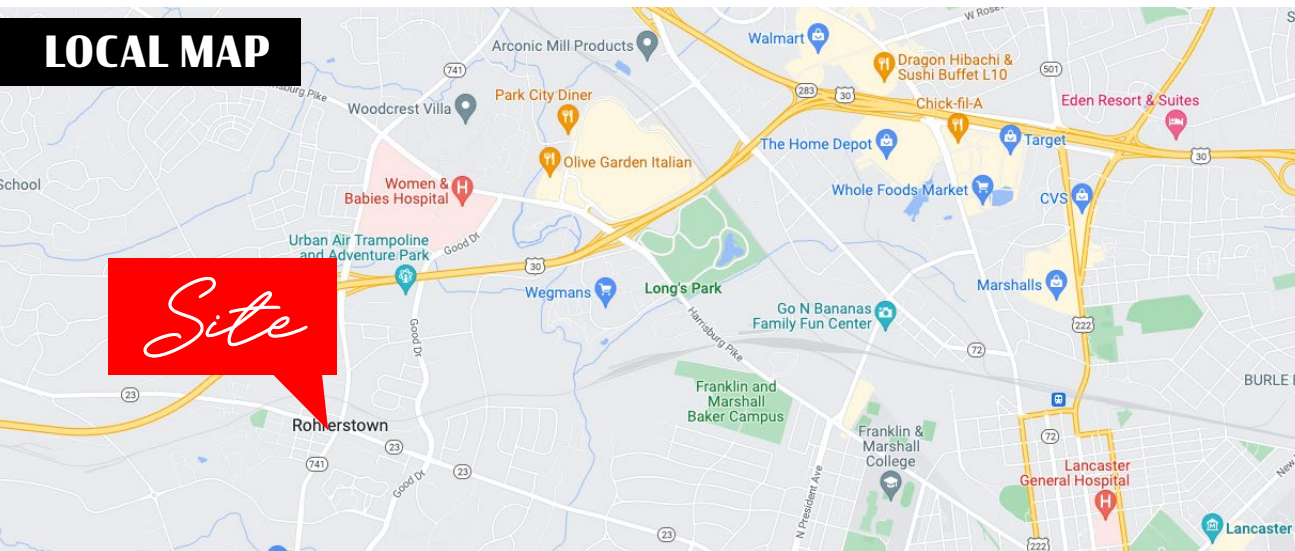 LOCAL MAP
W Rose
Walmart
Arconic Mill Products
741
Dragon Hibachi &
Sushi Buffet L10
501
Park City Diner
283
30
Chick-fil-A
Eden Resort & Suites
Woodcrest Villa
The Home Depot
Target
Olive Garden Italian
30
School
Women &
Babies Hospital
Whole Foods Market
CVS
Urban Air Trampoline
and Adventure Park
Good Dr
30
Site
Wegmans
Long's Park
Marshalls
Go N Bananas
Family Fun Center
Good Dr
Harrisburg Pike
222
72
23
Franklin and
Marshall
Baker Campus
BURLE
Rohrerstown
23
Franklin &
Marshall
College
72
741
23
Good Dr
Lancaster
General Hospital
N President Ave
New
23
222
Lancaster